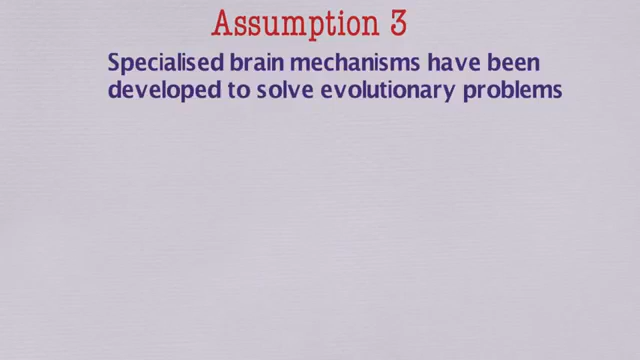 Assumption 3
Specialised brain mechanisms have been
developed to solve evolutionary problems